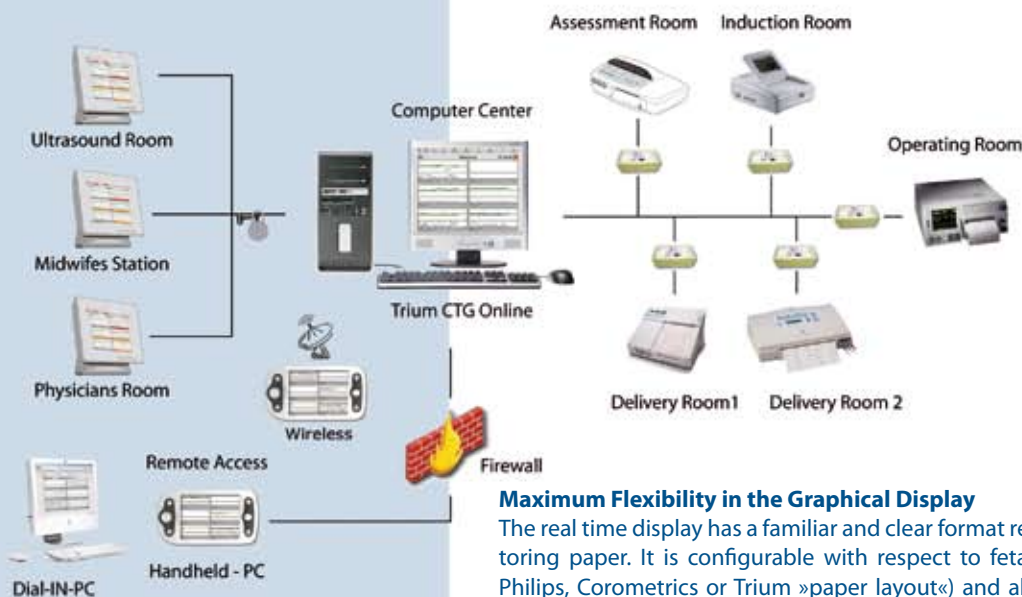 Assessment Room
Induction Room
Computer Center
Operating Room
Ultrasound Room
Midwifes Station
Trium CTG Online
Physicians Room
Delivery Room1
Delivery Room 2
Wireless
Remote Access
Firewall
Handheld - PC
Dial-IN-PC
Maximum Flexibility in the Graphical Display
The real time display has a familiar and clear format
toring paper. It is configurable with respect to
Philips, Corometrics or Trium »paper layout«) and